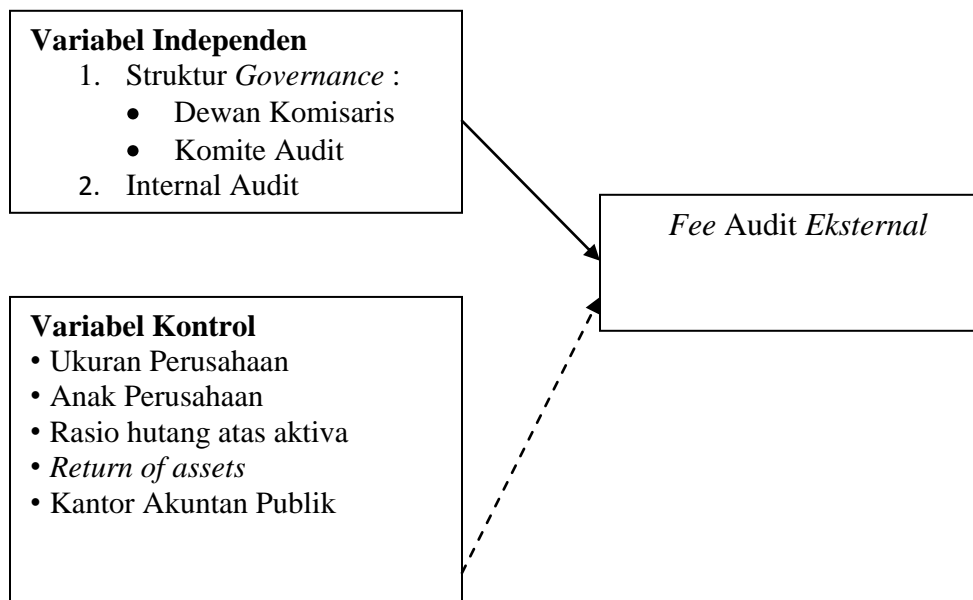 Variabel Independen
1. Struktur Governance :
• Dewan Komisaris
• Komite Audit
2. Internal Audit
Fee Audit Eksternal
Variabel Kontrol
• Ukuran Perusahaan
• Anak Perusahaan
• Rasio hutang atas aktiva
• Return of assets
• Kantor Akuntan Publik